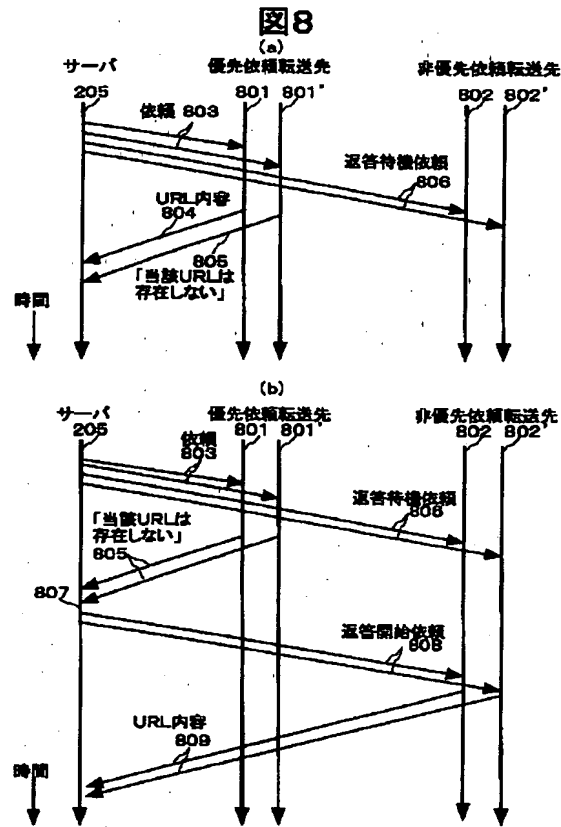 図8
(a)
サーバ 優先依頼転送先 非優先依頼転送先
205 801 801' 802 802'
依頼 803
返答待機依頼
806
URL内容
804
805
「当該URLは
存在しない」
時間
(b)
サーバ 優先依頼転送先 非優先依頼転送先
205 801 801' 802 802'
依頼
803
返答待機依頼
806
「当該URLは
存在しない」
805
807
返答開始依頼
808
URL内容
809
時間